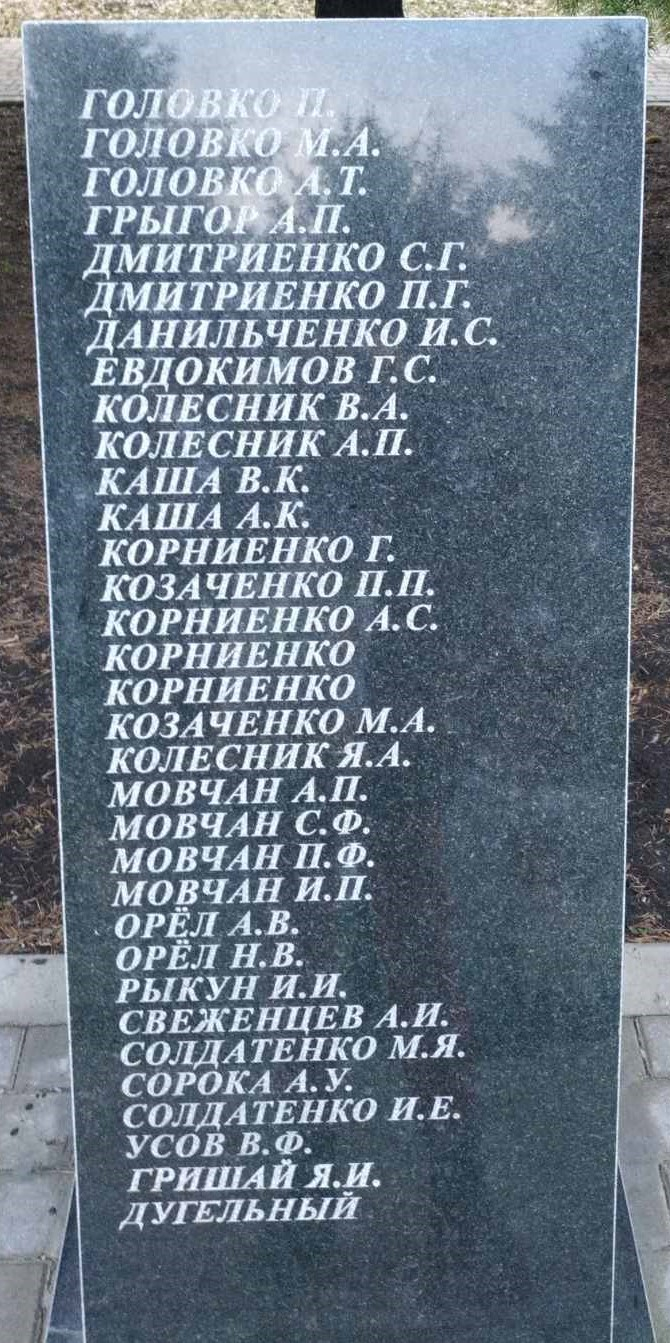 ГОЛОВКО П.
ГОЛОВКО М.А.
ГОЛОВКО А.Т.
ГРЫГОР А.П.
ДМИТРИЕНКО С.Г.
ДМИТРИЕНКО П.Г.
ДАНИЛЬЧЕНКО И.С.
ЕВДОКИМОВ Г.С.
КОЛЕСНИК В.А.
КОЛЕСНИК А.П.
КАША В.К.
КАША А.К.
КОРНИЕНКО Г.
КОЗАЧЕНКО П.П.
КОРНИЕНКО А.С.
КОРНИЕНКО
КОРНИЕНКО
КОЗАЧЕНКО М.А.
КОЛЕСНИК Я.А.
МОВЧАН А.П.
МОВЧАН С.Ф.
МОВЧАН П.Ф.
МОВЧАН И.П.
ОРЁЛ А.В.
ОРЁЛ Н.В.
РЫКУН И.И.
СВЕЖЕНЦЕВ А.И.
СОЛДАТЕНКО М.Я.
СОРОКА А.У.
СОЛДАТЕНКО И.Е.
УСОВ В.Ф.
ГРИШАЙ Я.И.
ДУГЕЛЬНЫЙ